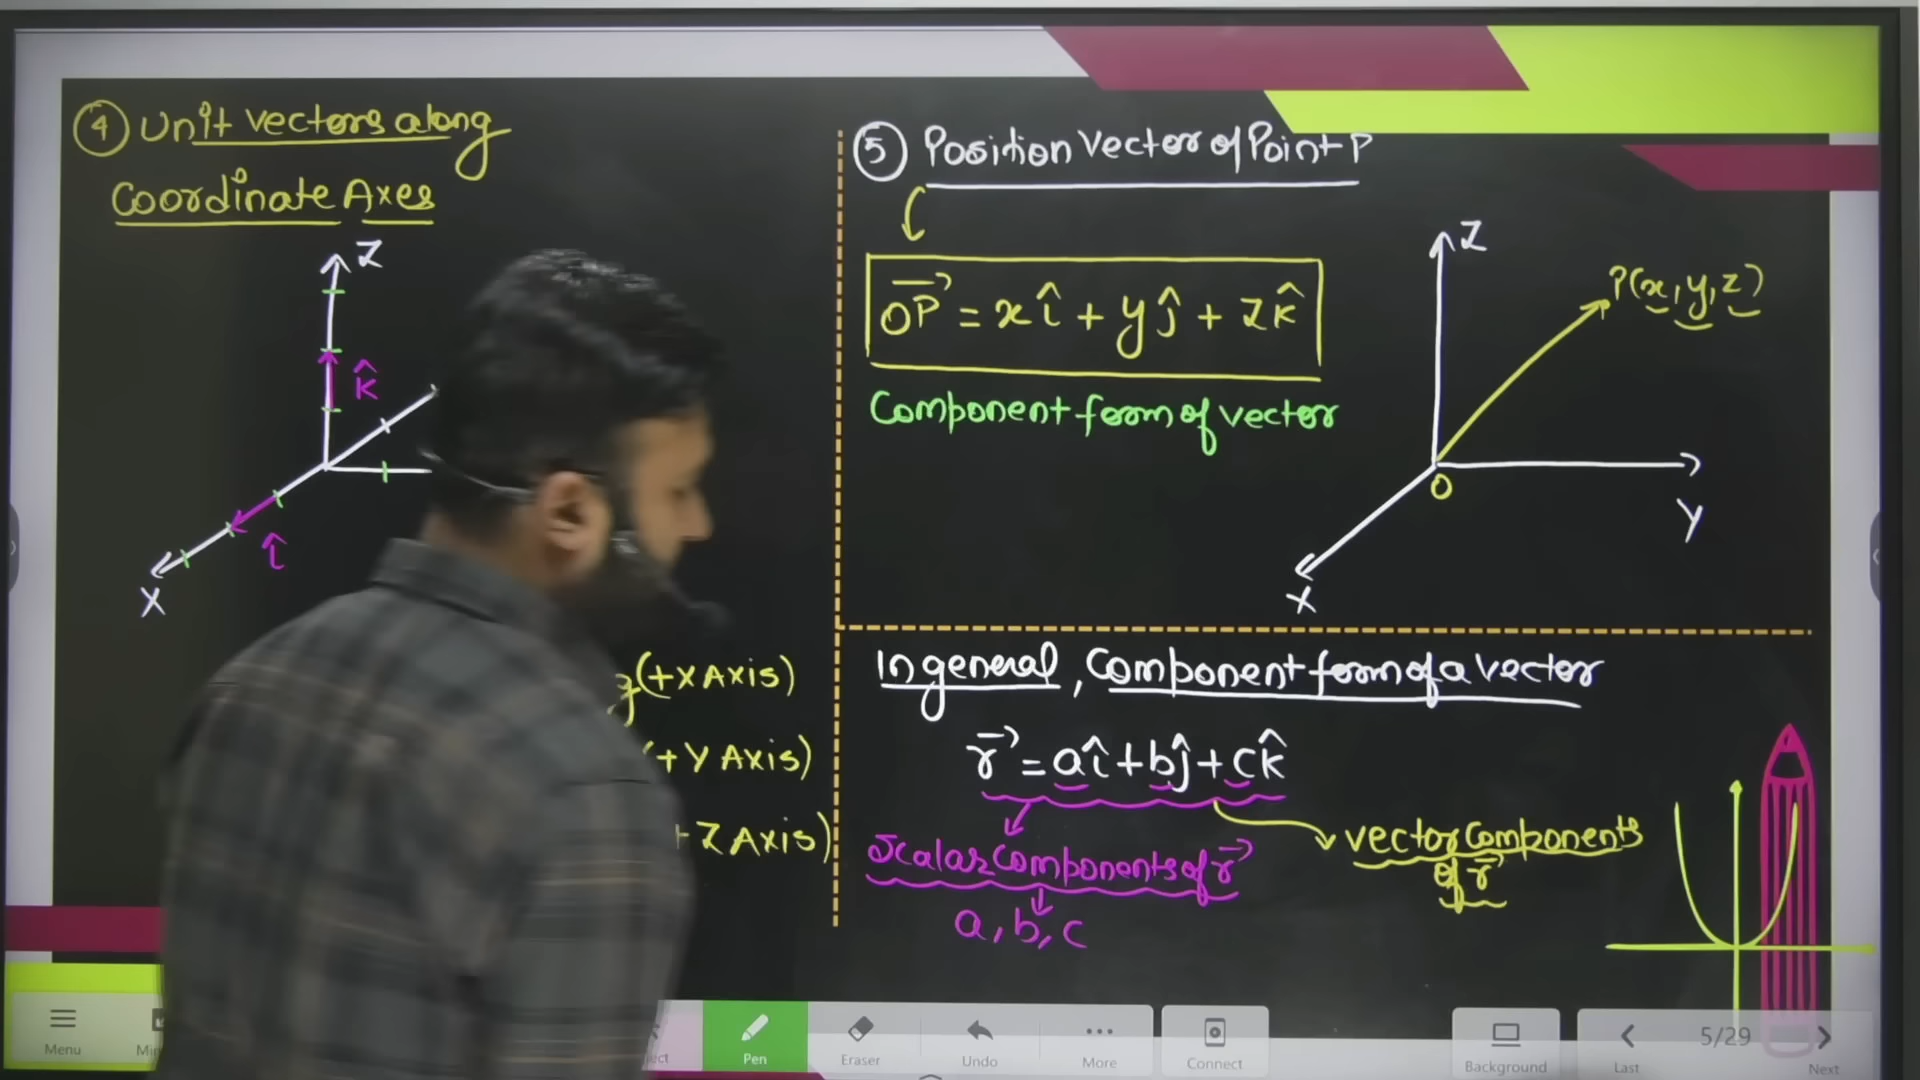 ④ Unit vectors along
Coordinate Axes
Z
k̂
î
X
(+X Axis)
(+Y Axis)
+Z Axis)
⑤ Position Vector of Point P
OP⃗ = xî + yĵ + zk̂
Component form of vector
Z
P(x, y, z)
O
Y
X
In general, Component form of a vector
r⃗ = aî + bĵ + ck̂
Scalar Components of r⃗
a, b, c
vector Components
of r⃗
Menu
Pen
Eraser
Undo
More
Connect
Background
Last
5/29
Next